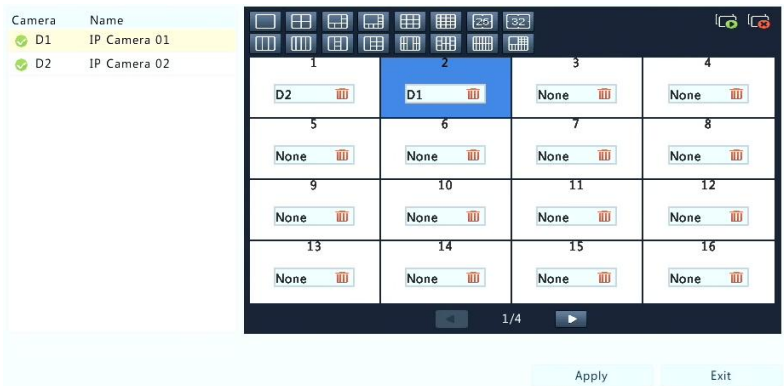 Camera Name
D1 IP Camera 01
D2 IP Camera 02
25 32
1 2 3 4
D2 D1 None None
5 6 7 8
None None None None
9 10 11 12
None None None None
13 14 15 16
None None None None
1/4
Apply Exit